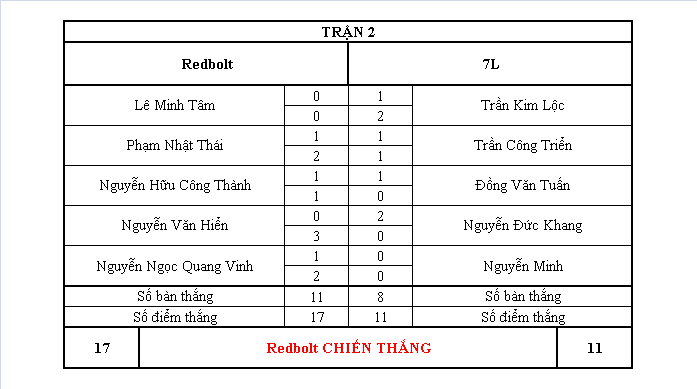 TRẬN 2
Redbolt 7L
Lê Minh Tâm 0 1 Trần Kim Lộc
0 2
Phạm Nhật Thái 1 1 Trần Công Triển
2 1
Nguyễn Hữu Công Thành 1 1 Đồng Văn Tuấn
1 0
Nguyễn Văn Hiển 0 2 Nguyễn Đức Khang
3 0
Nguyễn Ngọc Quang Vinh 1 0 Nguyễn Minh
2 0
Số bàn thắng 11 8 Số bàn thắng
Số điểm thắng 17 11 Số điểm thắng
17 Redbolt CHIẾN THẮNG 11